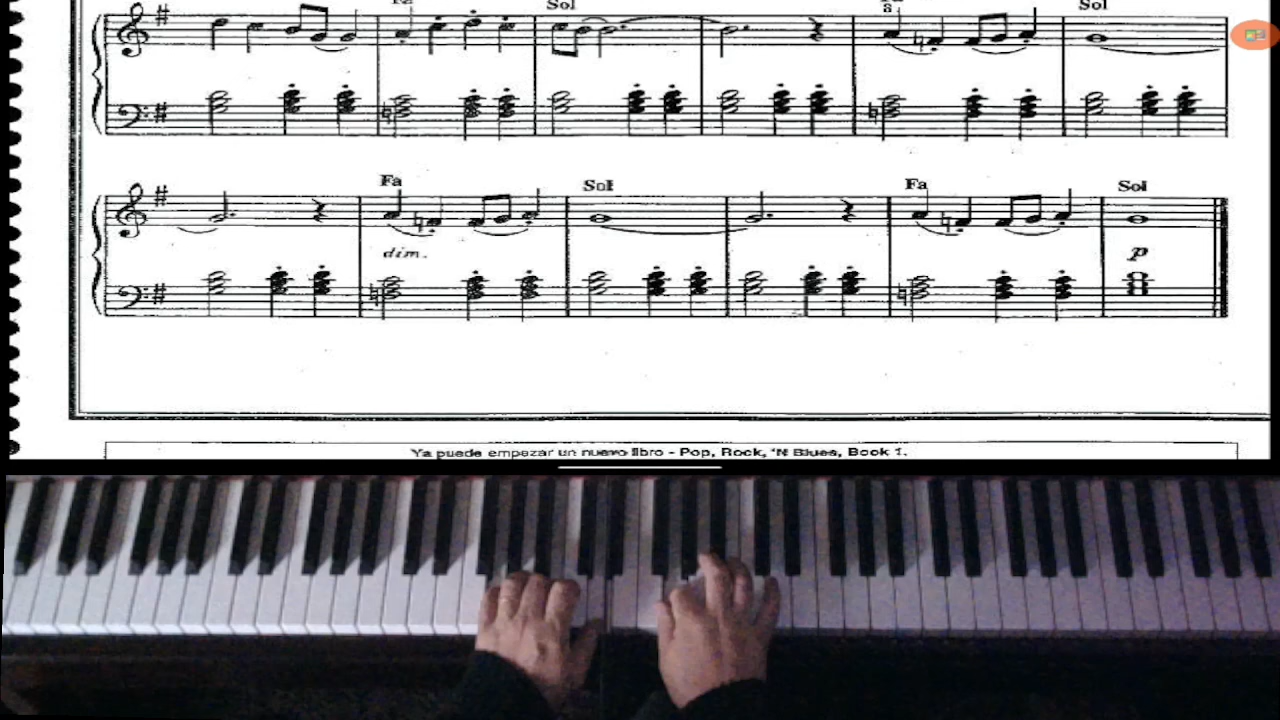 Sol
Sol
Fa
Sol
Fa
Sol
dim.
p
Ya puede empezar un nuevo libro - Pop, Rock, 'N Blues, Book 1.